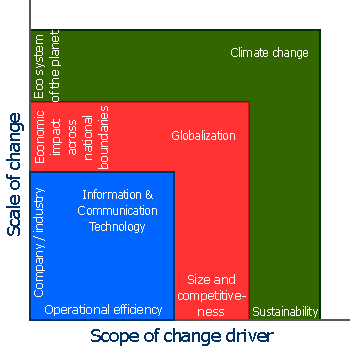 Eco system
of the planet
Climate change
Economic
impact
across
national
boundaries
Globalization
Company / industry
Information &
Communication
Technology
Size and
competitive-
ness
Operational efficiency
Sustainability
Scale of change
Scope of change driver